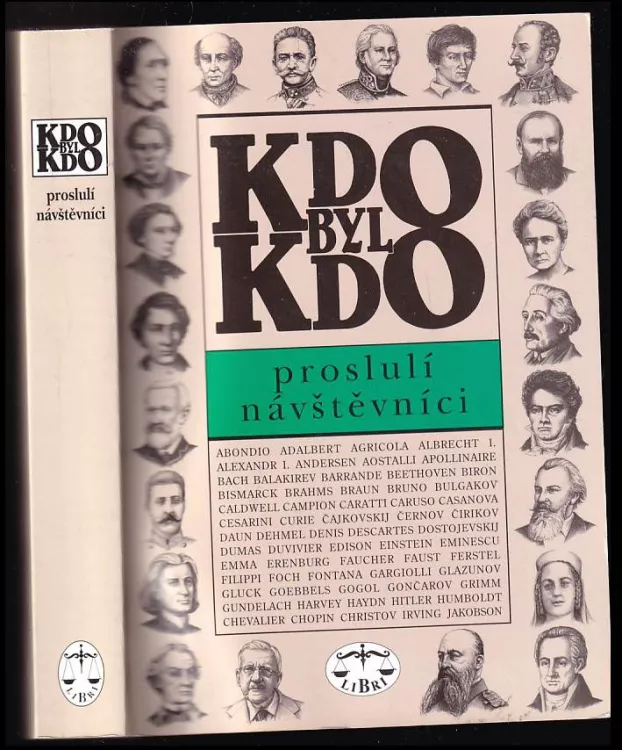 KDO
BYL
KDO
proslulí
návštěvníci
LIBRI
KDO
BYL
KDO
proslulí
návštěvníci
ABONDIO ADALBERT AGRICOLA ALBRECHT I.
ALEXANDR I. ANDERSEN AOSTALLI APOLLINAIRE
BACH BALAKIREV BARRANDE BEETHOVEN BIRON
BISMARCK BRAHMS BRAUN BRUNO BULGAKOV
CALDWELL CAMPION CARATTI CARUSO CASANOVA
CESARINI CURIE ČAJKOVSKIJ ČERNOV ČIRIKOV
DAUN DEHMEL DENIS DESCARTES DOSTOJEVSKIJ
DUMAS DUVIVIER EDISON EINSTEIN EMINESCU
EMMA ERENBURG FAUCHER FAUST FERSTEL
FILIPPI FOCH FONTANA GARGIOLLI GLAZUNOV
GLUCK GOEBBELS GOGOL GONČAROV GRIMM
GUNDELACH HARVEY HAYDN HITLER HUMBOLDT
CHEVALIER CHOPIN CHRISTOV IRVING JAKOBSON
LIBRI